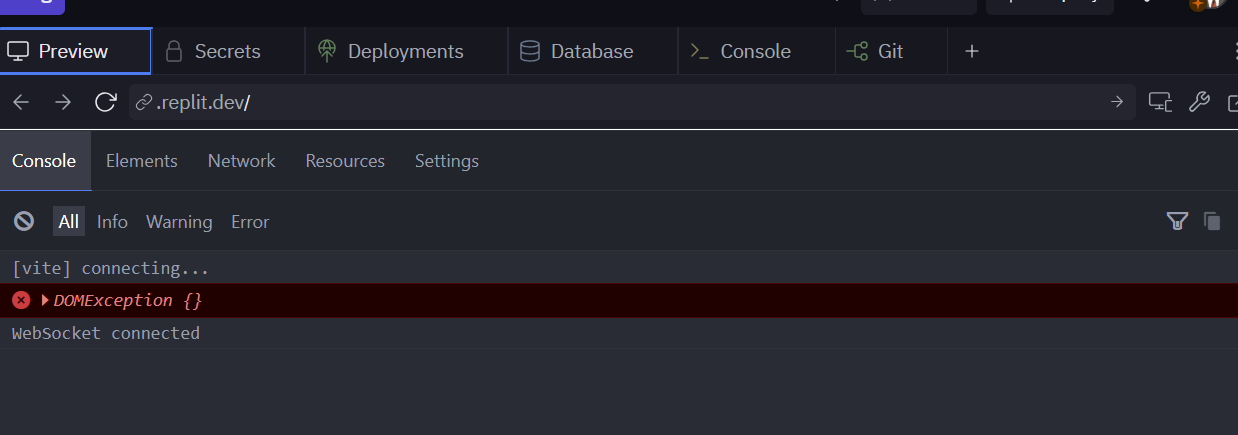 Preview Secrets Deployments Database Console Git
.replit.dev/
Console Elements Network Resources Settings
All Info Warning Error
[vite] connecting...
DOMException {}
WebSocket connected